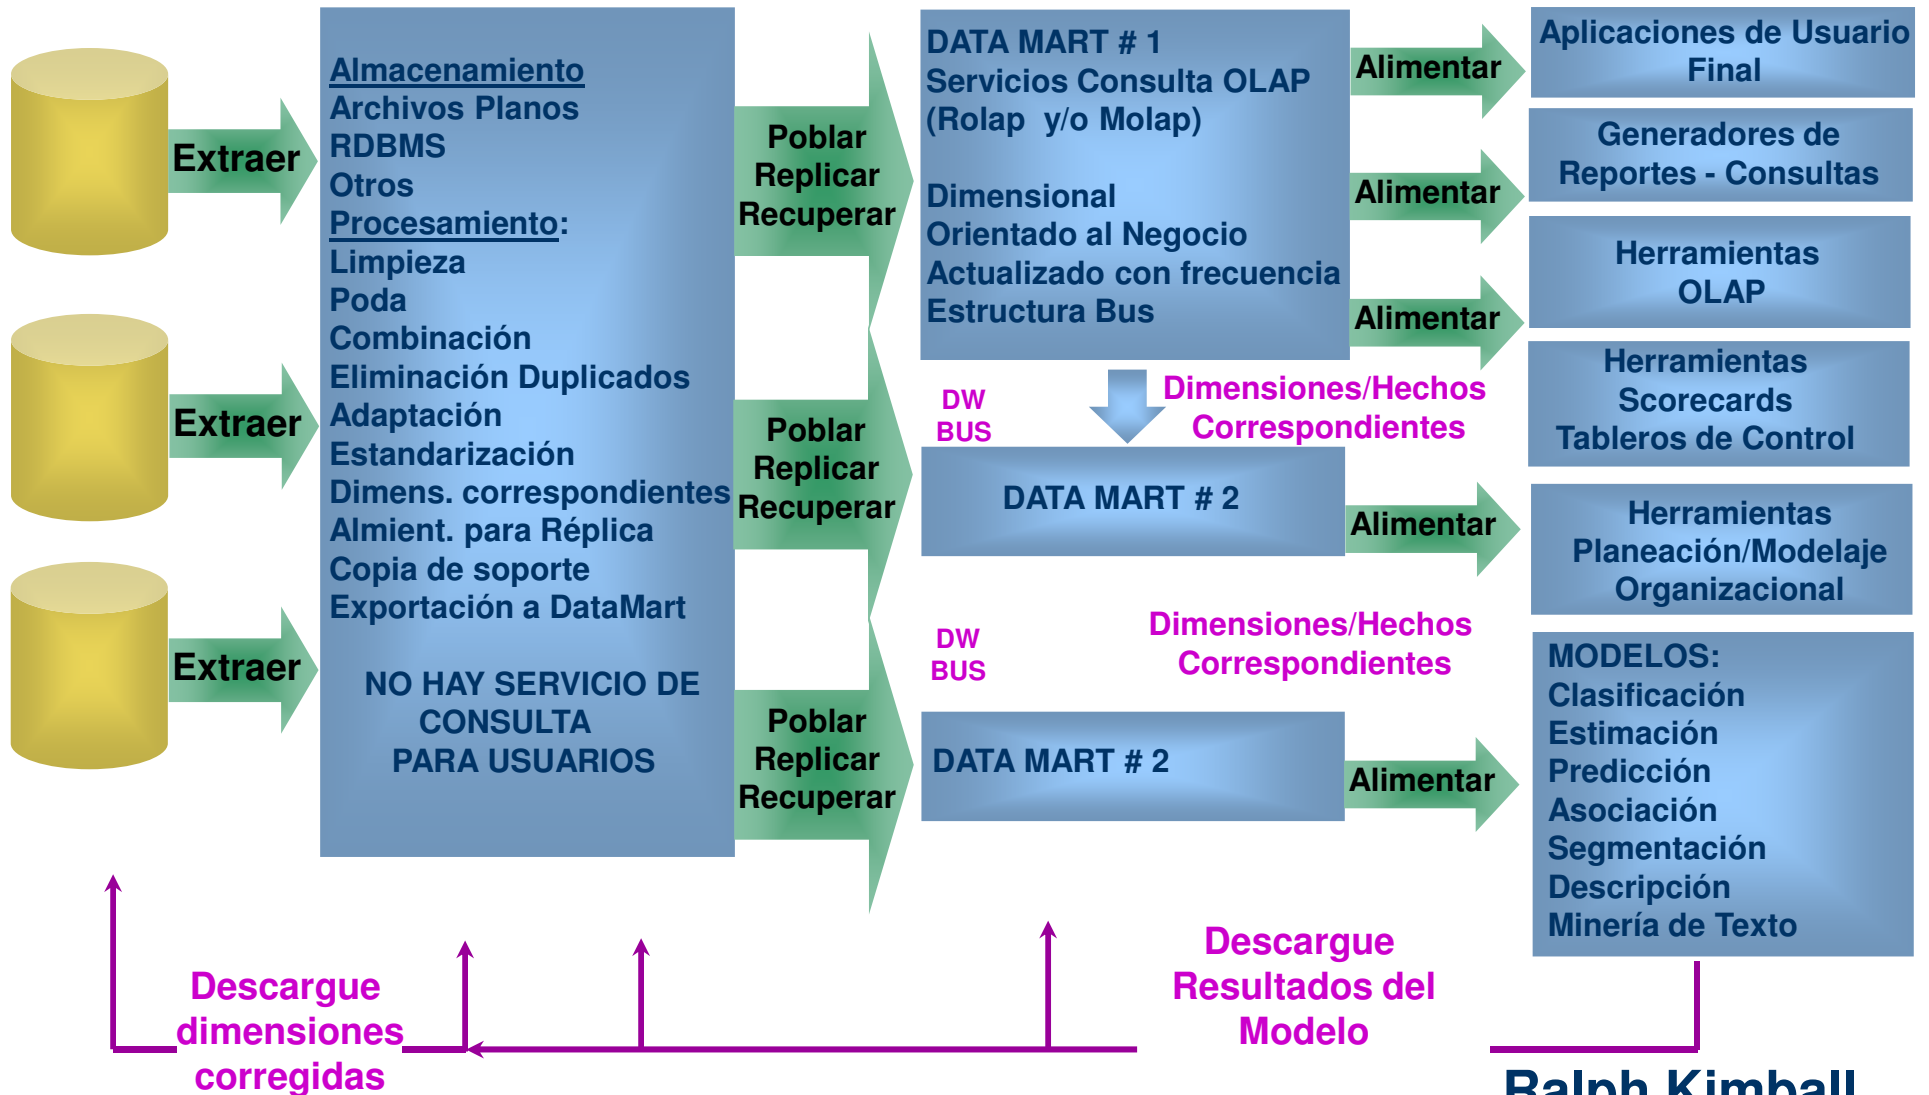 Extraer
Extraer
Extraer
Almacenamiento
Archivos Planos
RDBMS
Otros
Procesamiento:
Limpieza
Poda
Combinación
Eliminación Duplicados
Adaptación
Estandarización
Dimens. correspondientes
Almient. para Réplica
Copia de soporte
Exportación a DataMart
NO HAY SERVICIO DE
CONSULTA
PARA USUARIOS
Poblar
Replicar
Recuperar
Poblar
Replicar
Recuperar
Poblar
Replicar
Recuperar
DATA MART # 1
Servicios Consulta OLAP
(Rolap y/o Molap)
Dimensional
Orientado al Negocio
Actualizado con frecuencia
Estructura Bus
DW
BUS
Dimensiones/Hechos
Correspondientes
DATA MART # 2
DW
BUS
Dimensiones/Hechos
Correspondientes
DATA MART # 2
Alimentar
Alimentar
Alimentar
Alimentar
Alimentar
Aplicaciones de Usuario
Final
Generadores de
Reportes - Consultas
Herramientas
OLAP
Herramientas
Scorecards
Tableros de Control
Herramientas
Planeación/Modelaje
Organizacional
MODELOS:
Clasificación
Estimación
Predicción
Asociación
Segmentación
Descripción
Minería de Texto
Descargue
dimensiones
corregidas
Descargue
Resultados del
Modelo
Ralph Kimball